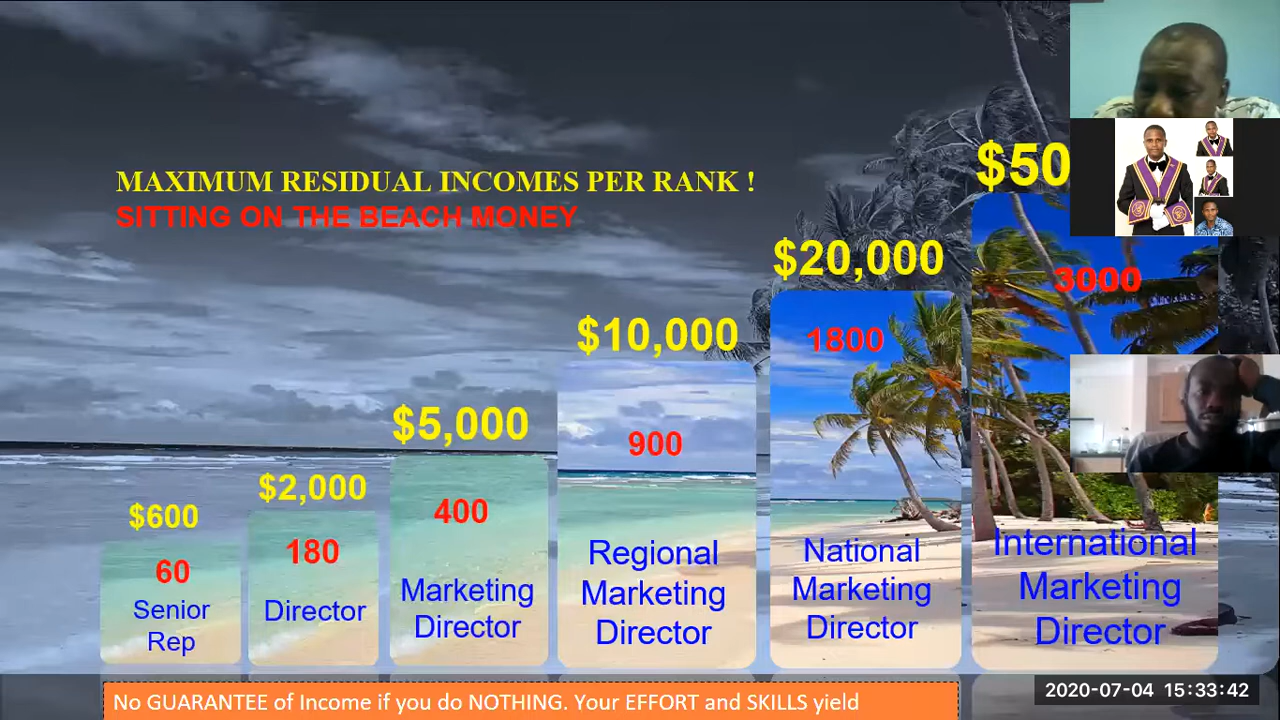 MAXIMUM RESIDUAL INCOMES PER RANK !
SITTING ON THE BEACH MONEY
$600
60
Senior
Rep
$2,000
180
Director
$5,000
400
Marketing
Director
$10,000
900
Regional
Marketing
Director
$20,000
1800
National
Marketing
Director
$50
3000
International
Marketing
Director
No GUARANTEE of Income if you do NOTHING. Your EFFORT and SKILLS yield
2020-07-04 15:33:42